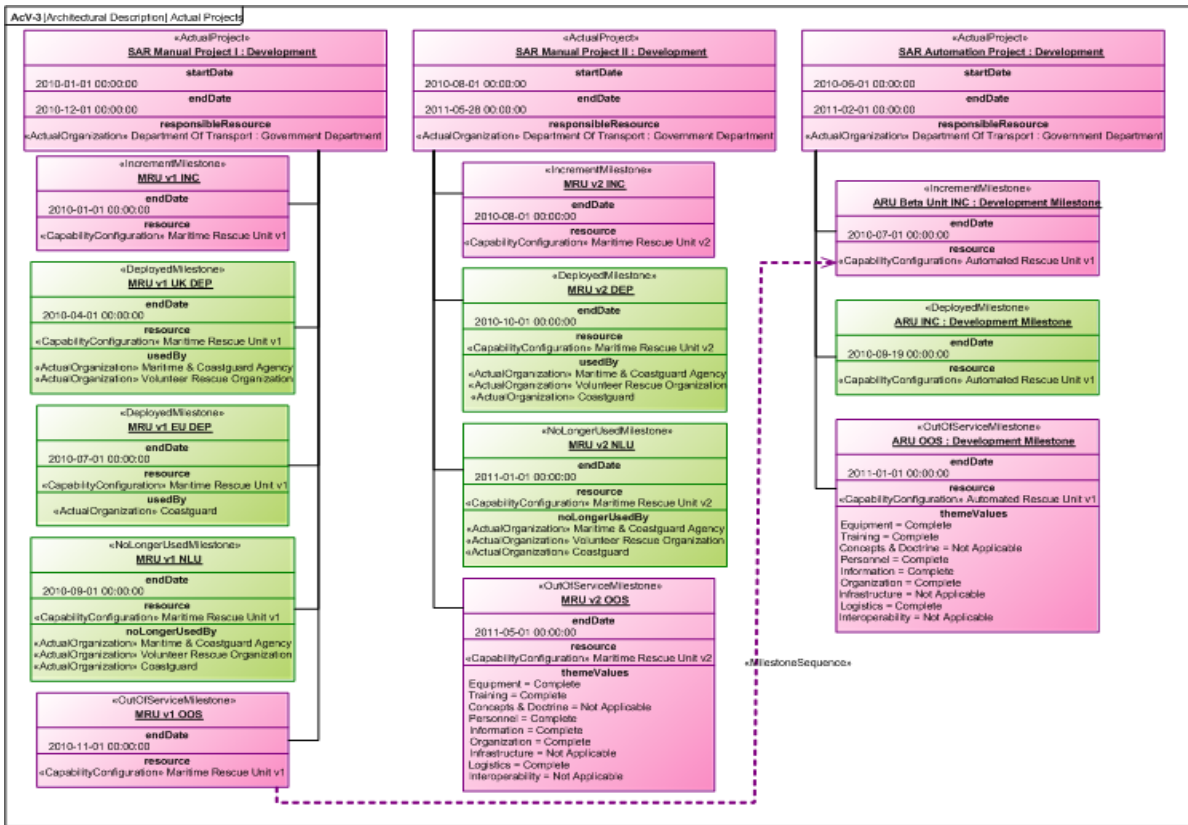 AcV-3 [Architectural Description] Actual Projects
«ActualProject»
SAR Manual Project I : Development
startDate
2010-01-01 00:00:00
endDate
2010-12-01 00:00:00
responsibleResource
«ActualOrganization» Department Of Transport : Government Department
«IncrementMilestone»
MRU v1 INC
endDate
2010-01-01 00:00:00
resource
«CapabilityConfiguration» Maritime Rescue Unit v1
«DeployedMilestone»
MRU v1 UK DEP
endDate
2010-04-01 00:00:00
resource
«CapabilityConfiguration» Maritime Rescue Unit v1
usedBy
«ActualOrganization» Maritime & Coastguard Agency
«ActualOrganization» Volunteer Rescue Organization
«DeployedMilestone»
MRU v1 EU DEP
endDate
2010-07-01 00:00:00
resource
«CapabilityConfiguration» Maritime Rescue Unit v1
usedBy
«ActualOrganization» Coastguard
«NoLongerUsedMilestone»
MRU v1 NLU
endDate
2010-09-01 00:00:00
resource
«CapabilityConfiguration» Maritime Rescue Unit v1
noLongerUsedBy
«ActualOrganization» Maritime & Coastguard Agency
«ActualOrganization» Volunteer Rescue Organization
«ActualOrganization» Coastguard
«OutOfServiceMilestone»
MRU v1 OOS
endDate
2010-11-01 00:00:00
resource
«CapabilityConfiguration» Maritime Rescue Unit v1
«ActualProject»
SAR Manual Project II : Development
startDate
2010-08-01 00:00:00
endDate
2011-05-28 00:00:00
responsibleResource
«ActualOrganization» Department Of Transport : Government Department
«IncrementMilestone»
MRU v2 INC
endDate
2010-08-01 00:00:00
resource
«CapabilityConfiguration» Maritime Rescue Unit v2
«DeployedMilestone»
MRU v2 DEP
endDate
2010-10-01 00:00:00
resource
«CapabilityConfiguration» Maritime Rescue Unit v2
usedBy
«ActualOrganization» Maritime & Coastguard Agency
«ActualOrganization» Volunteer Rescue Organization
«ActualOrganization» Coastguard
«NoLongerUsedMilestone»
MRU v2 NLU
endDate
2011-01-01 00:00:00
resource
«CapabilityConfiguration» Maritime Rescue Unit v2
noLongerUsedBy
«ActualOrganization» Maritime & Coastguard Agency
«ActualOrganization» Volunteer Rescue Organization
«ActualOrganization» Coastguard
«OutOfServiceMilestone»
MRU v2 OOS
endDate
2011-05-01 00:00:00
resource
«CapabilityConfiguration» Maritime Rescue Unit v2
themeValues
Equipment = Complete
Training = Complete
Concepts & Doctrine = Not Applicable
Personnel = Complete
Information = Complete
Organization = Complete
Infrastructure = Not Applicable
Logistics = Complete
Interoperability = Not Applicable
«ActualProject»
SAR Automation Project : Development
startDate
2010-06-01 00:00:00
endDate
2011-02-01 00:00:00
responsibleResource
«ActualOrganization» Department Of Transport : Government Department
«IncrementMilestone»
ARU Beta Unit INC : Development Milestone
endDate
2010-07-01 00:00:00
resource
«CapabilityConfiguration» Automated Rescue Unit v1
«DeployedMilestone»
ARU INC : Development Milestone
endDate
2010-09-19 00:00:00
resource
«CapabilityConfiguration» Automated Rescue Unit v1
«OutOfServiceMilestone»
ARU OOS : Development Milestone
endDate
2011-01-01 00:00:00
resource
«CapabilityConfiguration» Automated Rescue Unit v1
themeValues
Equipment = Complete
Training = Complete
Concepts & Doctrine = Not Applicable
Personnel = Complete
Information = Complete
Organization = Complete
Infrastructure = Not Applicable
Logistics = Complete
Interoperability = Not Applicable
«MilestoneSequence»